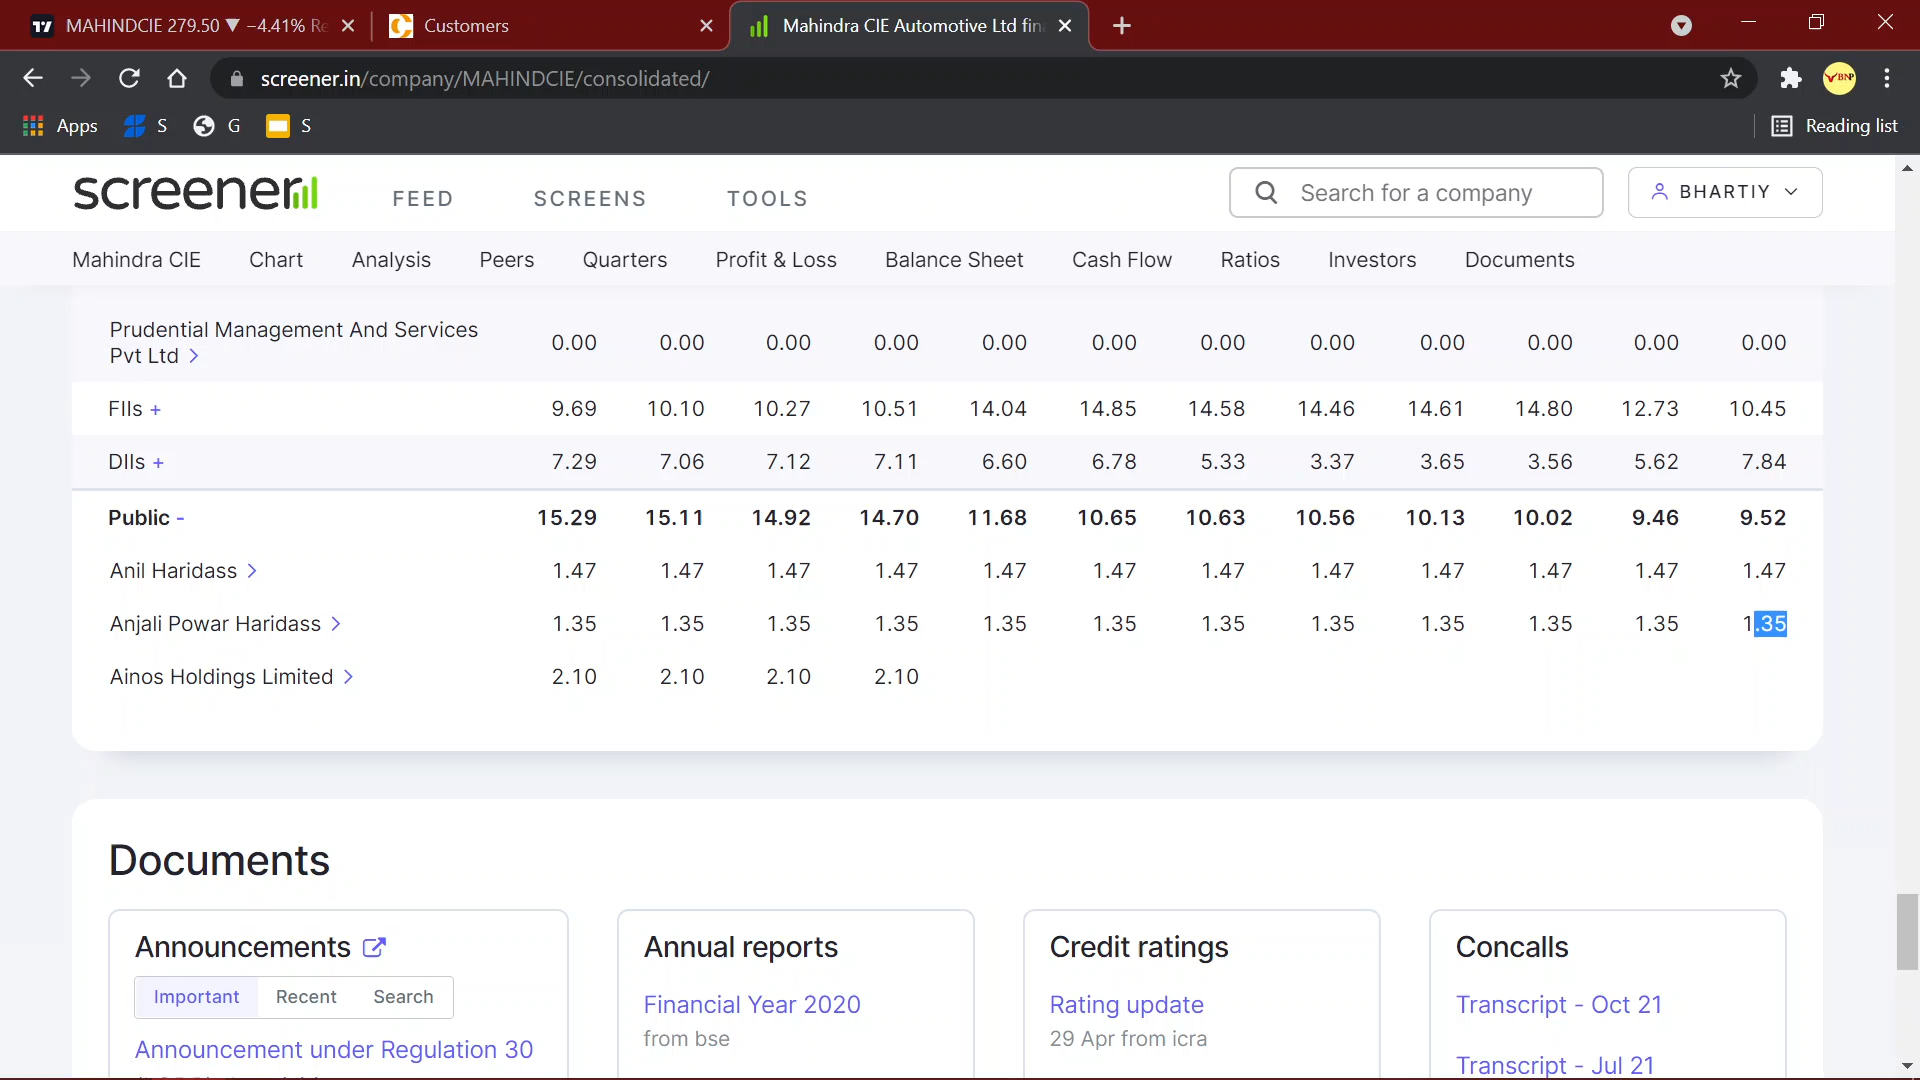 MAHINDCIE 279.50 ▼ −4.41%
Customers
Mahindra CIE Automotive Ltd fin
screener.in/company/MAHINDCIE/consolidated/
Apps S G S Reading list
screener FEED SCREENS TOOLS Search for a company BHARTIY
Mahindra CIE Chart Analysis Peers Quarters Profit & Loss Balance Sheet Cash Flow Ratios Investors Documents
Prudential Management And Services
Pvt Ltd > 0.00 0.00 0.00 0.00 0.00 0.00 0.00 0.00 0.00 0.00 0.00 0.00
FIIs + 9.69 10.10 10.27 10.51 14.04 14.85 14.58 14.46 14.61 14.80 12.73 10.45
DIIs + 7.29 7.06 7.12 7.11 6.60 6.78 5.33 3.37 3.65 3.56 5.62 7.84
Public - 15.29 15.11 14.92 14.70 11.68 10.65 10.63 10.56 10.13 10.02 9.46 9.52
Anil Haridass > 1.47 1.47 1.47 1.47 1.47 1.47 1.47 1.47 1.47 1.47 1.47 1.47
Anjali Powar Haridass > 1.35 1.35 1.35 1.35 1.35 1.35 1.35 1.35 1.35 1.35 1.35 1.35
Ainos Holdings Limited > 2.10 2.10 2.10 2.10
Documents
Announcements
Important Recent Search
Announcement under Regulation 30
Annual reports
Financial Year 2020
from bse
Credit ratings
Rating update
29 Apr from icra
Concalls
Transcript - Oct 21
Transcript - Jul 21